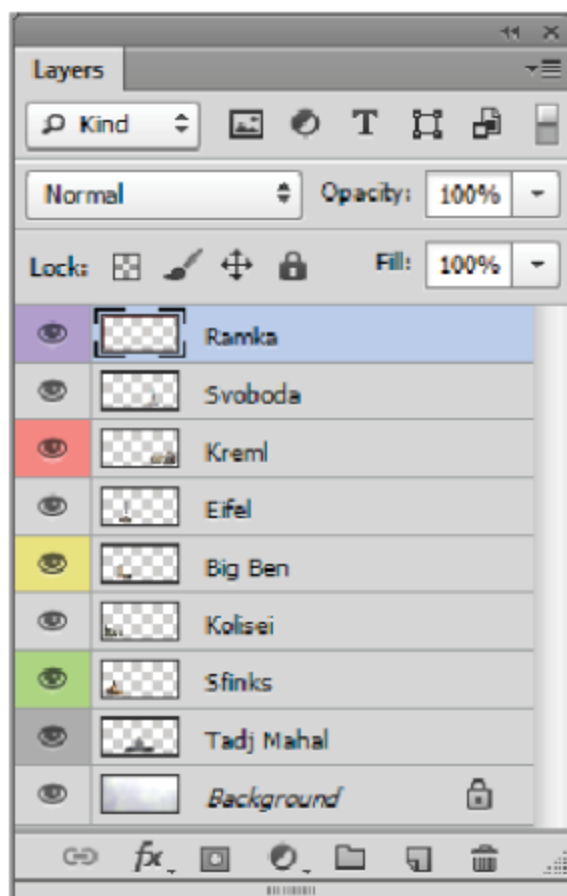 Layers
Kind
T
Normal Opacity: 100%
Lock: Fill: 100%
Ramka
Svoboda
Kreml
Eifel
Big Ben
Kolisei
Sfinks
Tadj Mahal
Background
fx